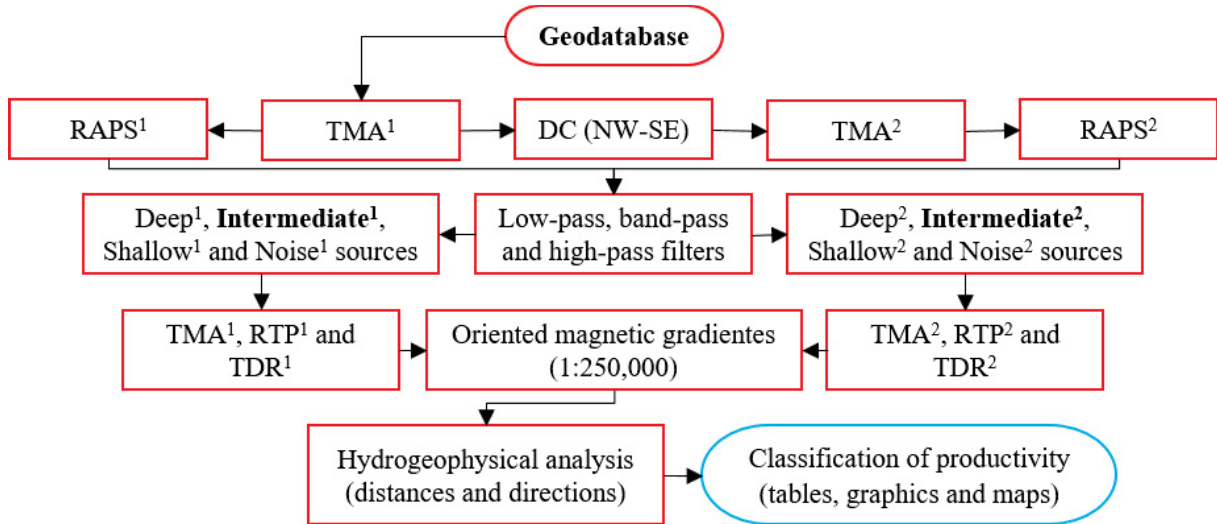 Geodatabase
RAPS¹
TMA¹
DC (NW-SE)
TMA²
RAPS²
Deep¹, Intermediate¹,
Shallow¹ and Noise¹ sources
Low-pass, band-pass
and high-pass filters
Deep², Intermediate²,
Shallow² and Noise² sources
TMA¹, RTP¹ and
TDR¹
Oriented magnetic gradientes
(1:250,000)
TMA², RTP² and
TDR²
Hydrogeophysical analysis
(distances and directions)
Classification of productivity
(tables, graphics and maps)